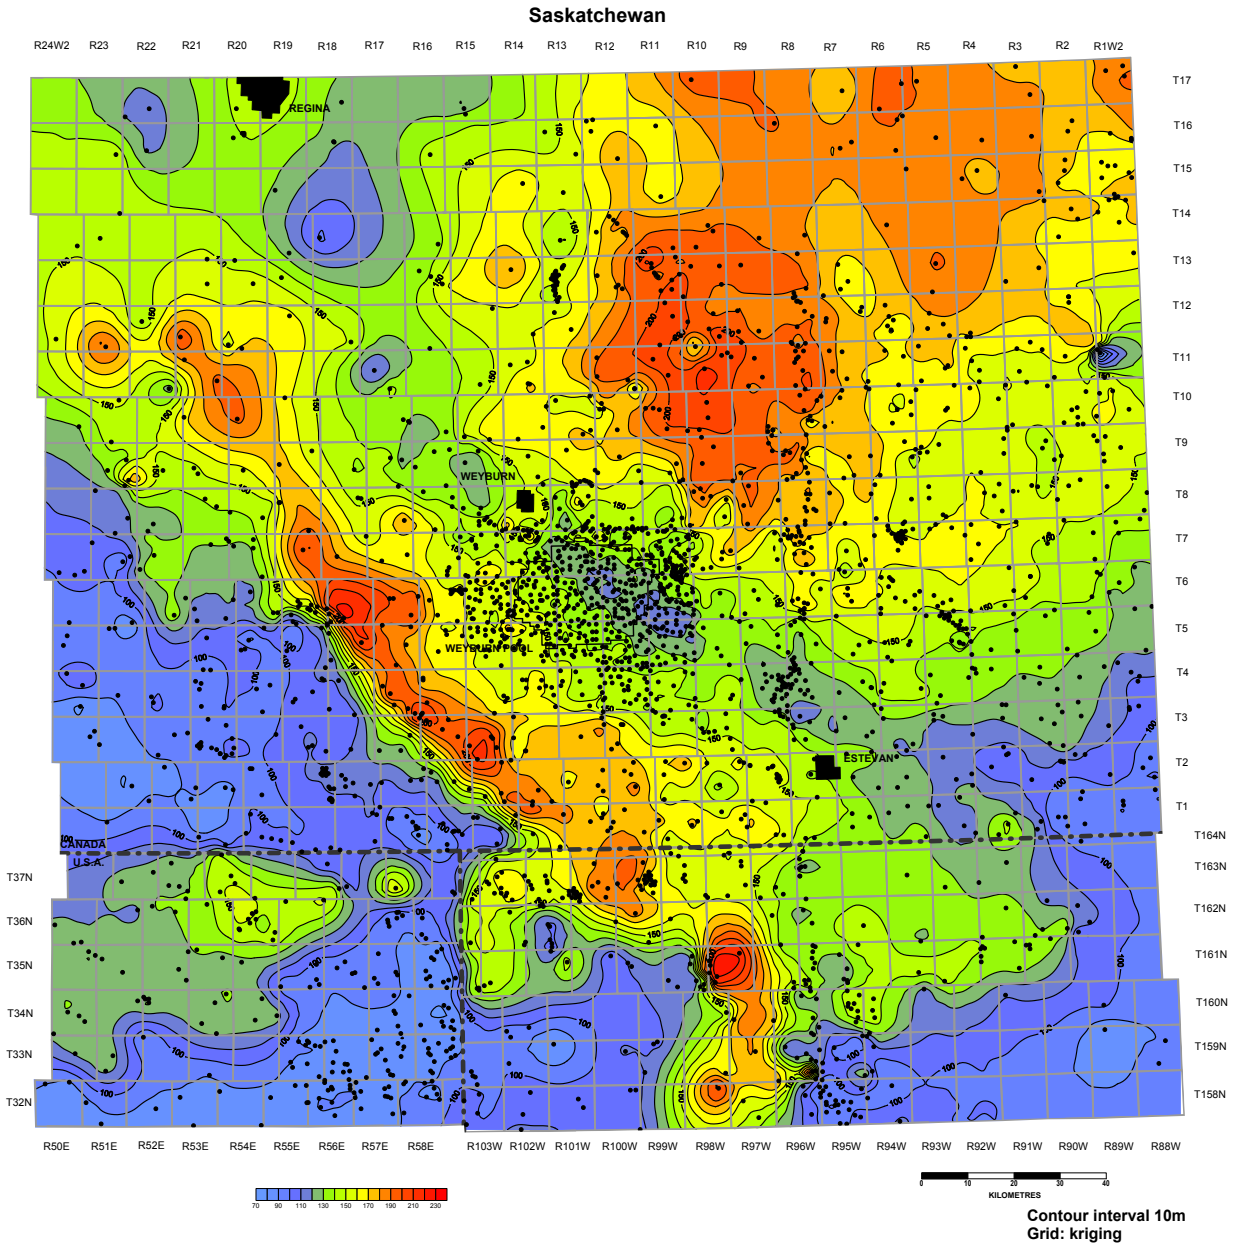 Saskatchewan
R24W2 R23 R22 R21 R20 R19 R18 R17 R16 R15 R14 R13 R12 R11 R10 R9 R8 R7 R6 R5 R4 R3 R2 R1W2
T17
REGINA
T16
T15
T14
T13
T12
T11
T10
T9
WEYBURN
T8
T7
T6
T5
WEYBURN POOL
T4
T3
ESTEVAN
T2
T1
T164N
CANADA
U.S.A.
T37N T163N
T36N T162N
T35N T161N
T34N T160N
T33N T159N
T32N T158N
R50E R51E R52E R53E R54E R55E R56E R57E R58E R103W R102W R101W R100W R99W R98W R97W R96W R95W R94W R93W R92W R91W R90W R89W R88W
70 90 110 130 150 170 190 210 230
0 10 20 30 40
KILOMETRES
Contour interval 10m
Grid: kriging